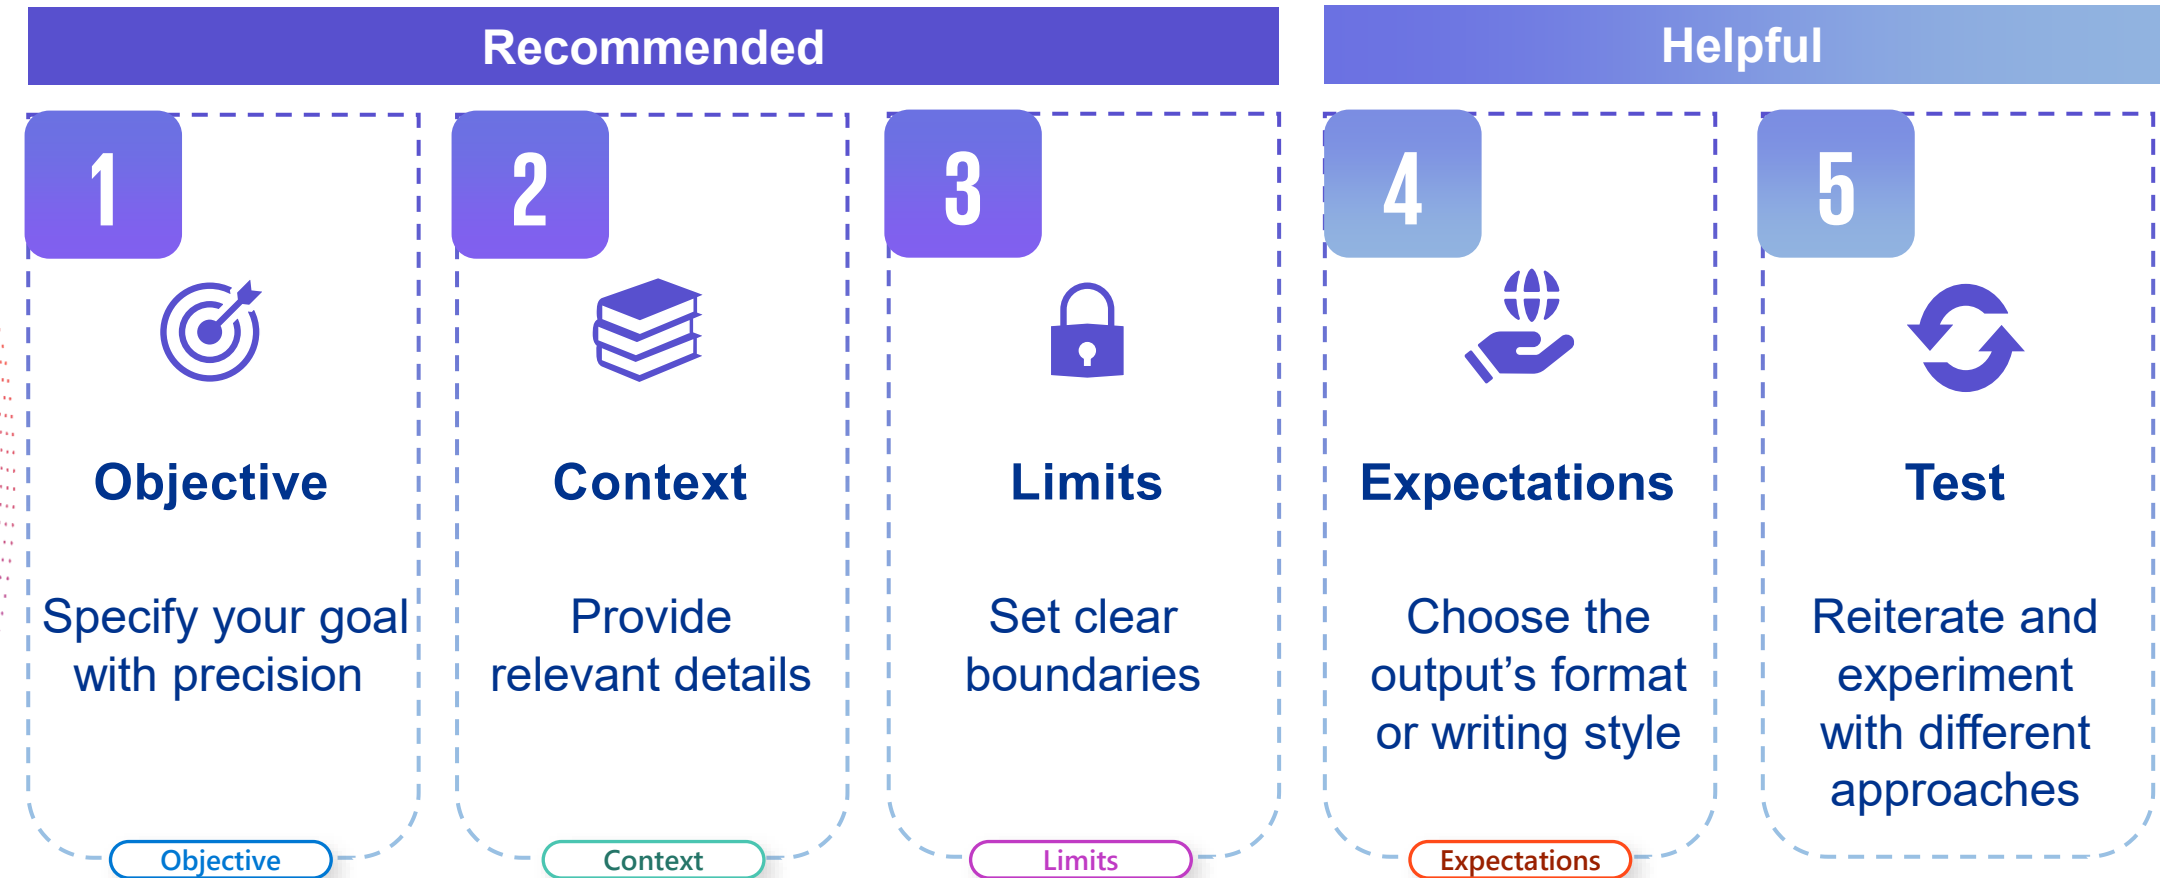 Recommended
Helpful
1
2
3
4
5
Objective
Context
Limits
Expectations
Test
Specify your goal
with precision
Provide
relevant details
Set clear
boundaries
Choose the
output’s format
or writing style
Reiterate and
experiment
with different
approaches
Objective
Context
Limits
Expectations